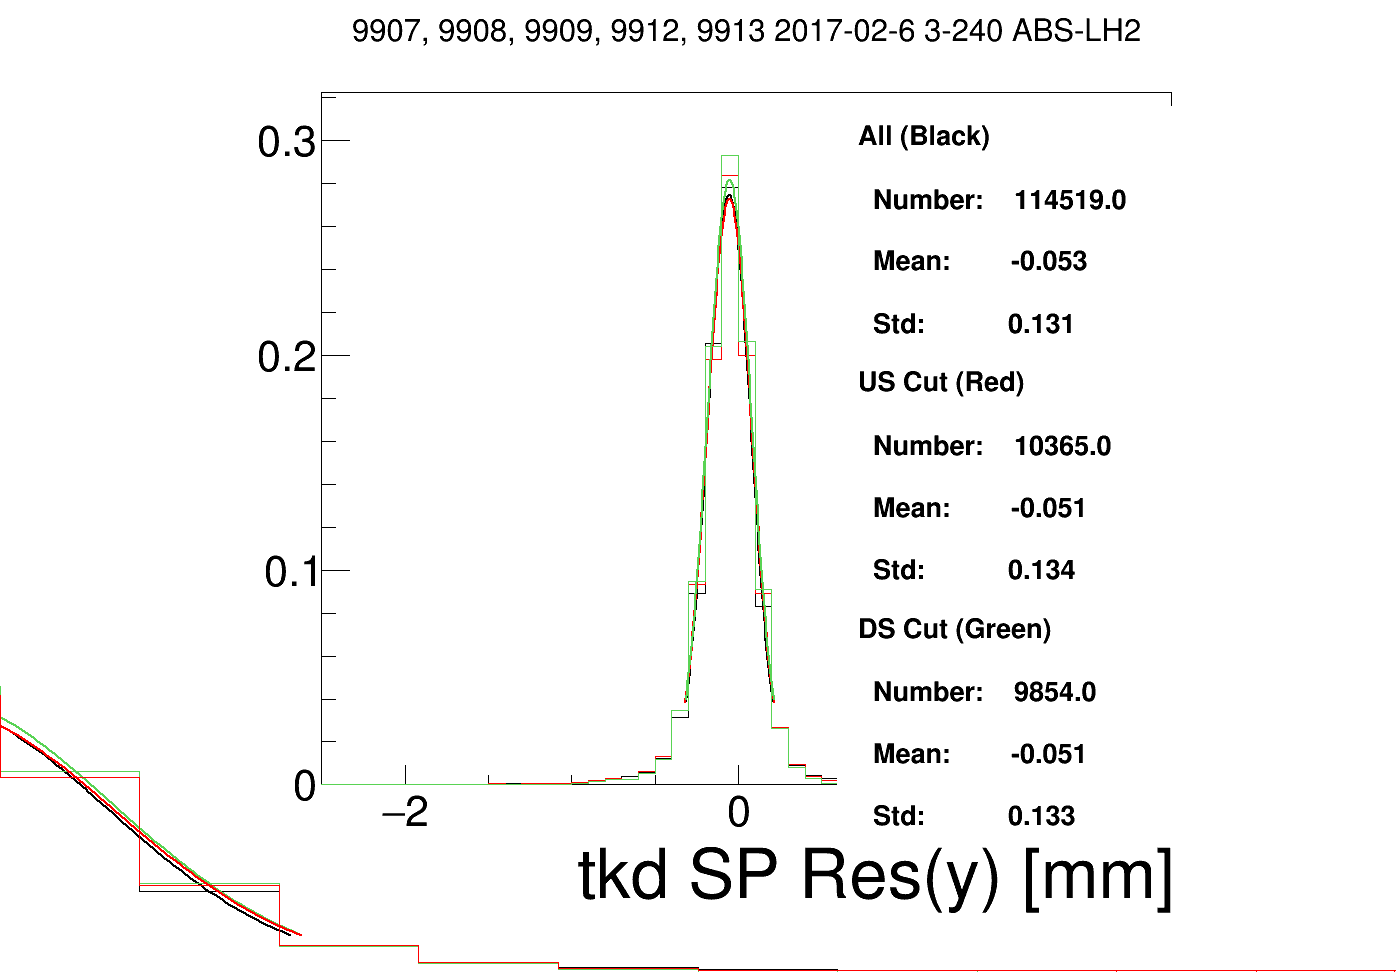 9907, 9908, 9909, 9912, 9913 2017-02-6 3-240 ABS-LH2
0.3
0.2
0.1
0
−2 0
tkd SP Res(y) [mm]
All (Black)
Number: 114519.0
Mean: -0.053
Std: 0.131
US Cut (Red)
Number: 10365.0
Mean: -0.051
Std: 0.134
DS Cut (Green)
Number: 9854.0
Mean: -0.051
Std: 0.133